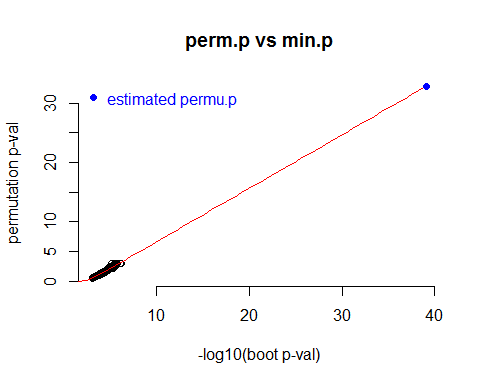 perm.p vs min.p
estimated permu.p
permutation p-val
30
20
10
5
0
10
20
30
40
-log10(boot p-val)